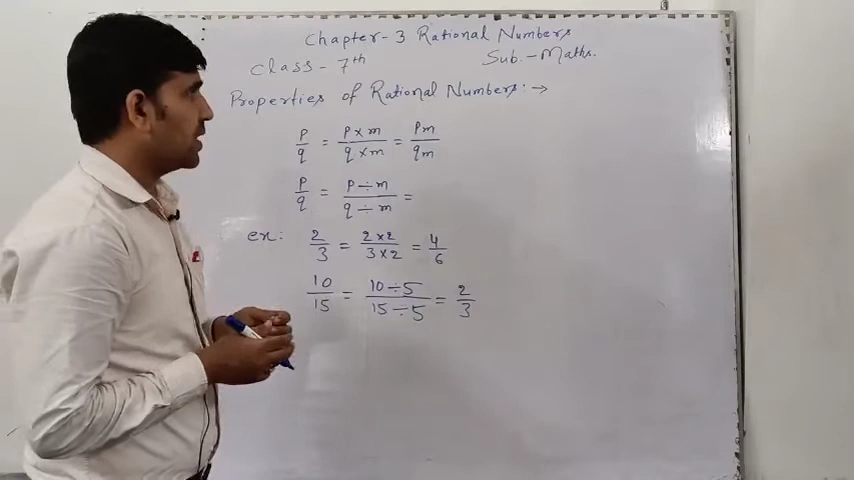 Chapter-3 Rational Numbers
Class-7th Sub.-Maths.
Properties of Rational Numbers:→
p/q = p×m/q×m = pm/qm
p/q = p÷m/q÷m =
ex: 2/3 = 2×2/3×2 = 4/6
10/15 = 10÷5/15÷5 = 2/3